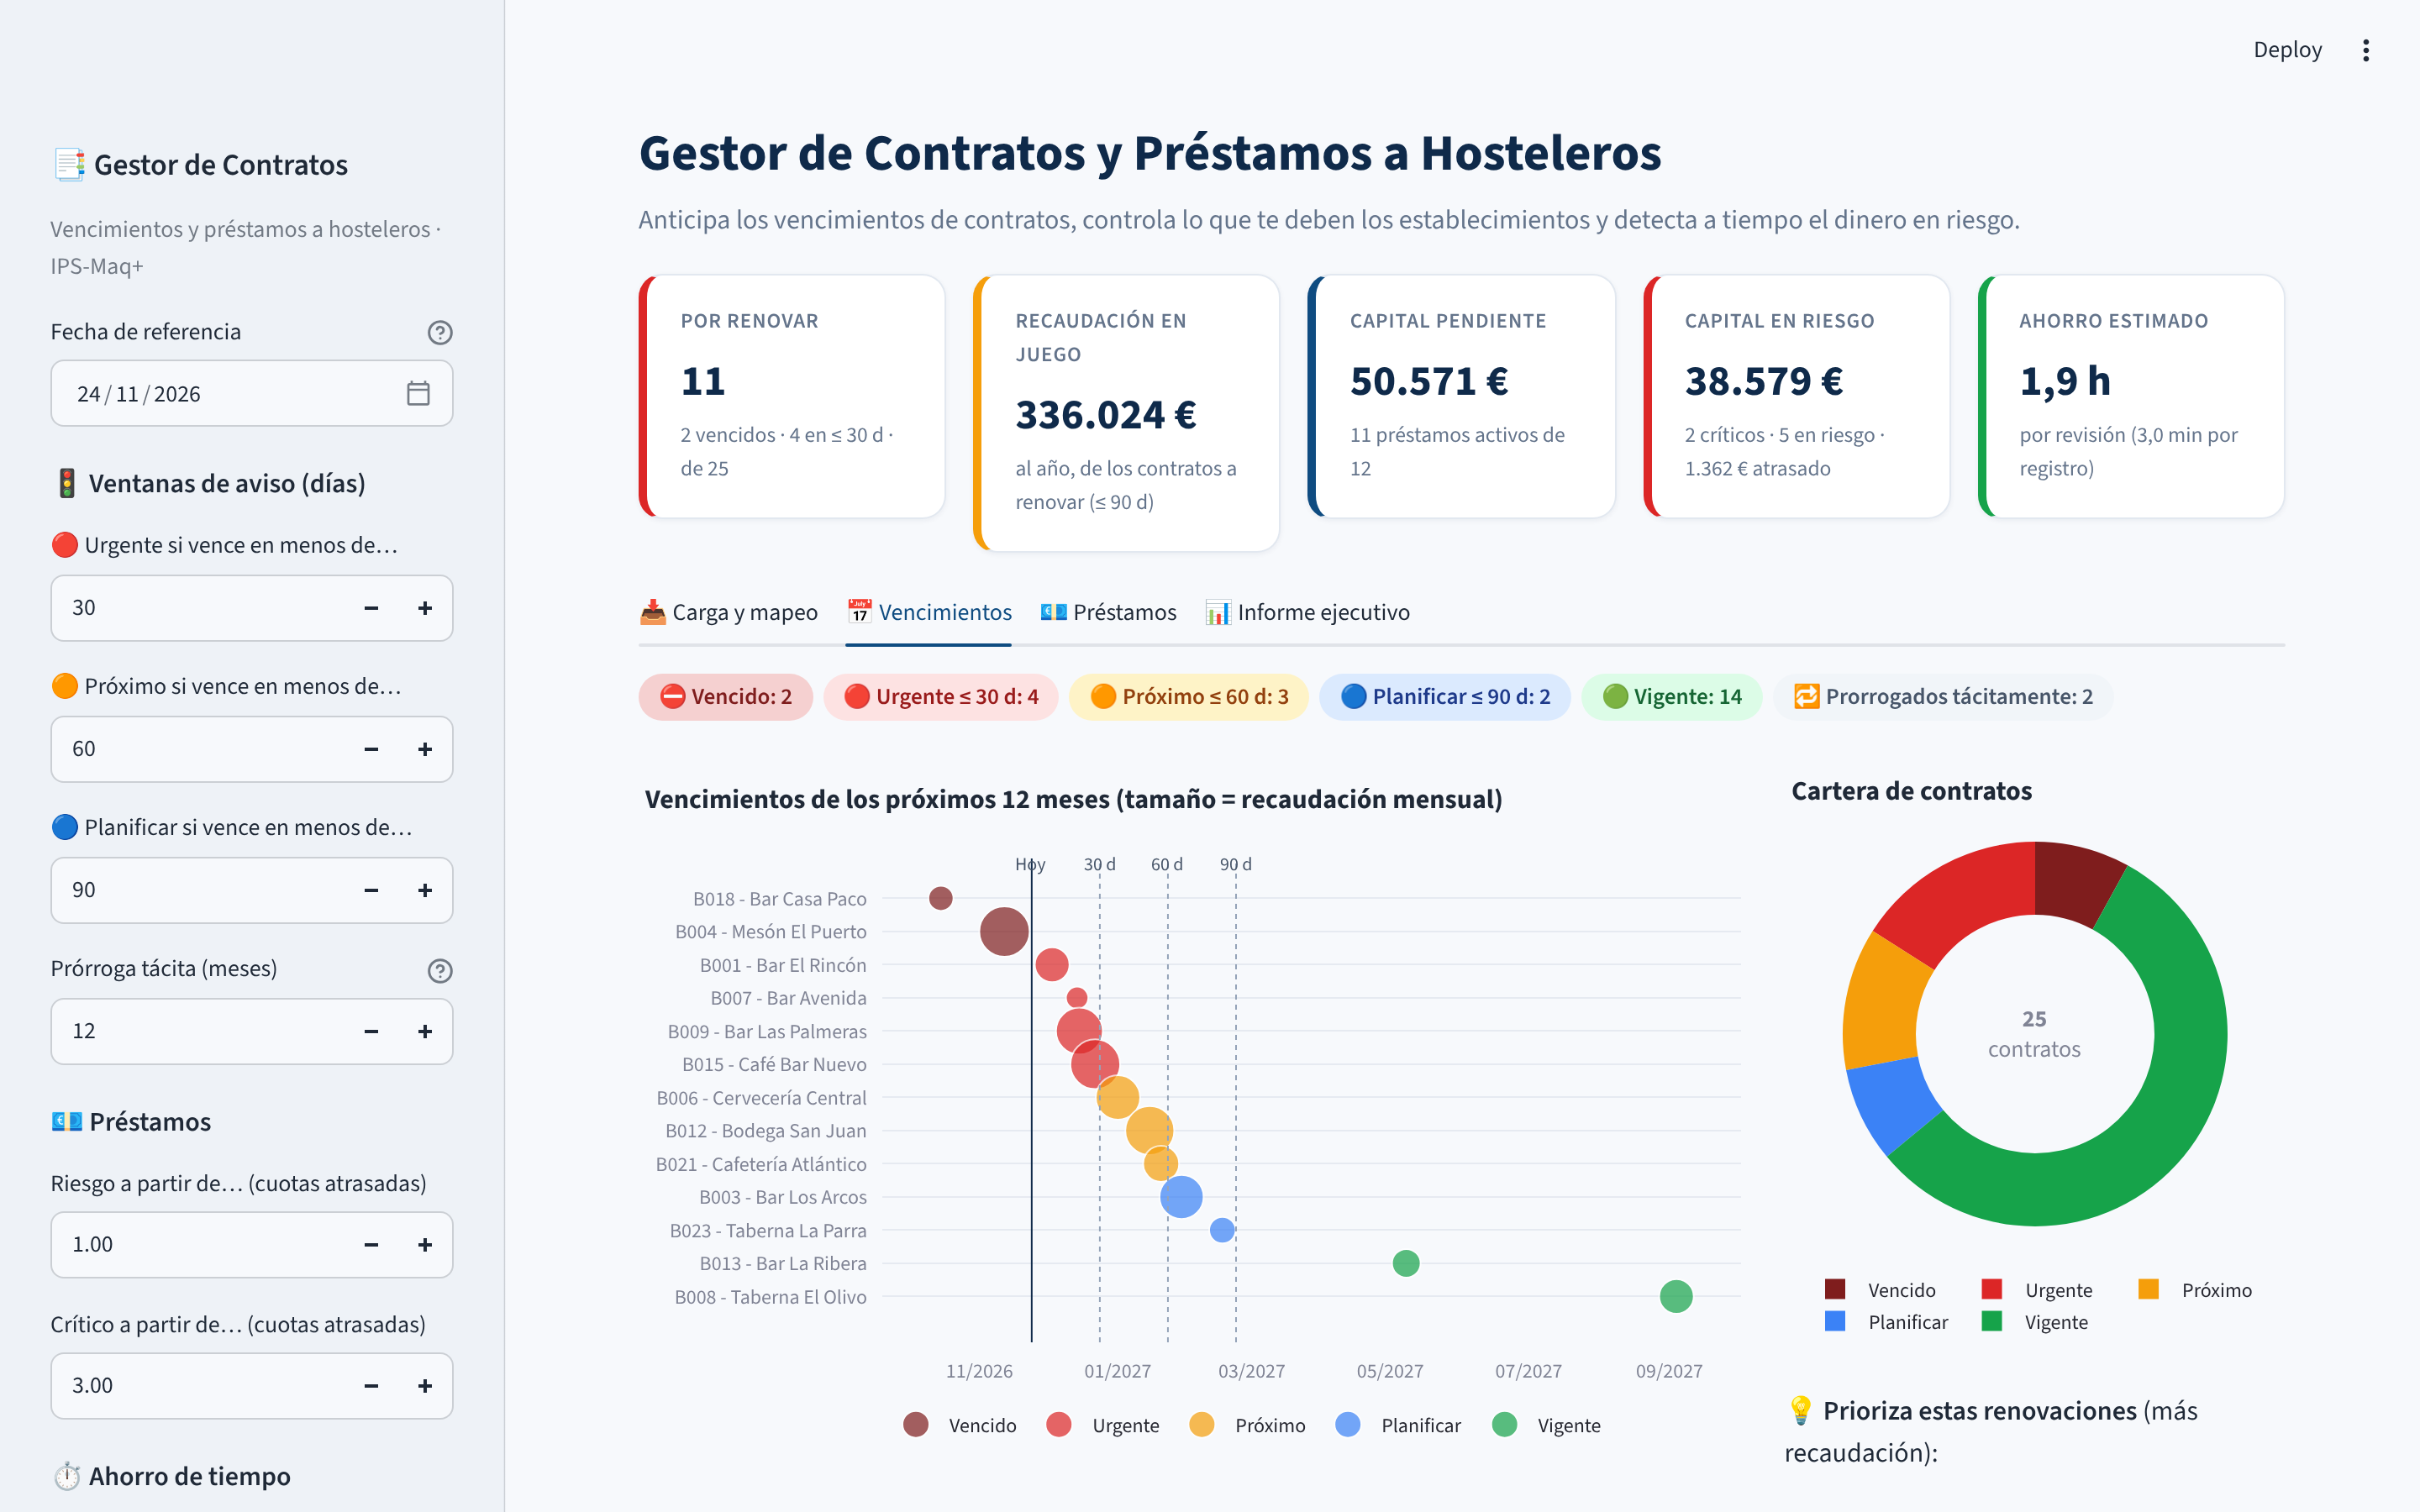 Deploy
📑 Gestor de Contratos
Vencimientos y préstamos a hosteleros ·
IPS-Maq+
Fecha de referencia
24/11/2026
🚦 Ventanas de aviso (días)
🔴 Urgente si vence en menos de…
30
🟠 Próximo si vence en menos de…
60
🔵 Planificar si vence en menos de…
90
Prórroga tácita (meses)
12
💶 Préstamos
Riesgo a partir de… (cuotas atrasadas)
1.00
Crítico a partir de… (cuotas atrasadas)
3.00
⏱️ Ahorro de tiempo
Gestor de Contratos y Préstamos a Hosteleros
Anticipa los vencimientos de contratos, controla lo que te deben los establecimientos y detecta a tiempo el dinero en riesgo.
POR RENOVAR
11
2 vencidos · 4 en ≤ 30 d ·
de 25
RECAUDACIÓN EN
JUEGO
336.024 €
al año, de los contratos a
renovar (≤ 90 d)
CAPITAL PENDIENTE
50.571 €
11 préstamos activos de
12
CAPITAL EN RIESGO
38.579 €
2 críticos · 5 en riesgo ·
1.362 € atrasado
AHORRO ESTIMADO
1,9 h
por revisión (3,0 min por
registro)
📥 Carga y mapeo 📅 Vencimientos 💶 Préstamos 📊 Informe ejecutivo
⛔ Vencido: 2 🔴 Urgente ≤ 30 d: 4 🟠 Próximo ≤ 60 d: 3 🔵 Planificar ≤ 90 d: 2 🟢 Vigente: 14 🔁 Prorrogados tácitamente: 2
Vencimientos de los próximos 12 meses (tamaño = recaudación mensual)
Hoy 30 d 60 d 90 d
B018 - Bar Casa Paco
B004 - Mesón El Puerto
B001 - Bar El Rincón
B007 - Bar Avenida
B009 - Bar Las Palmeras
B015 - Café Bar Nuevo
B006 - Cervecería Central
B012 - Bodega San Juan
B021 - Cafetería Atlántico
B003 - Bar Los Arcos
B023 - Taberna La Parra
B013 - Bar La Ribera
B008 - Taberna El Olivo
11/2026 01/2027 03/2027 05/2027 07/2027 09/2027
Vencido Urgente Próximo Planificar Vigente
Cartera de contratos
25
contratos
Vencido Urgente Próximo
Planificar Vigente
💡 Prioriza estas renovaciones (más
recaudación):